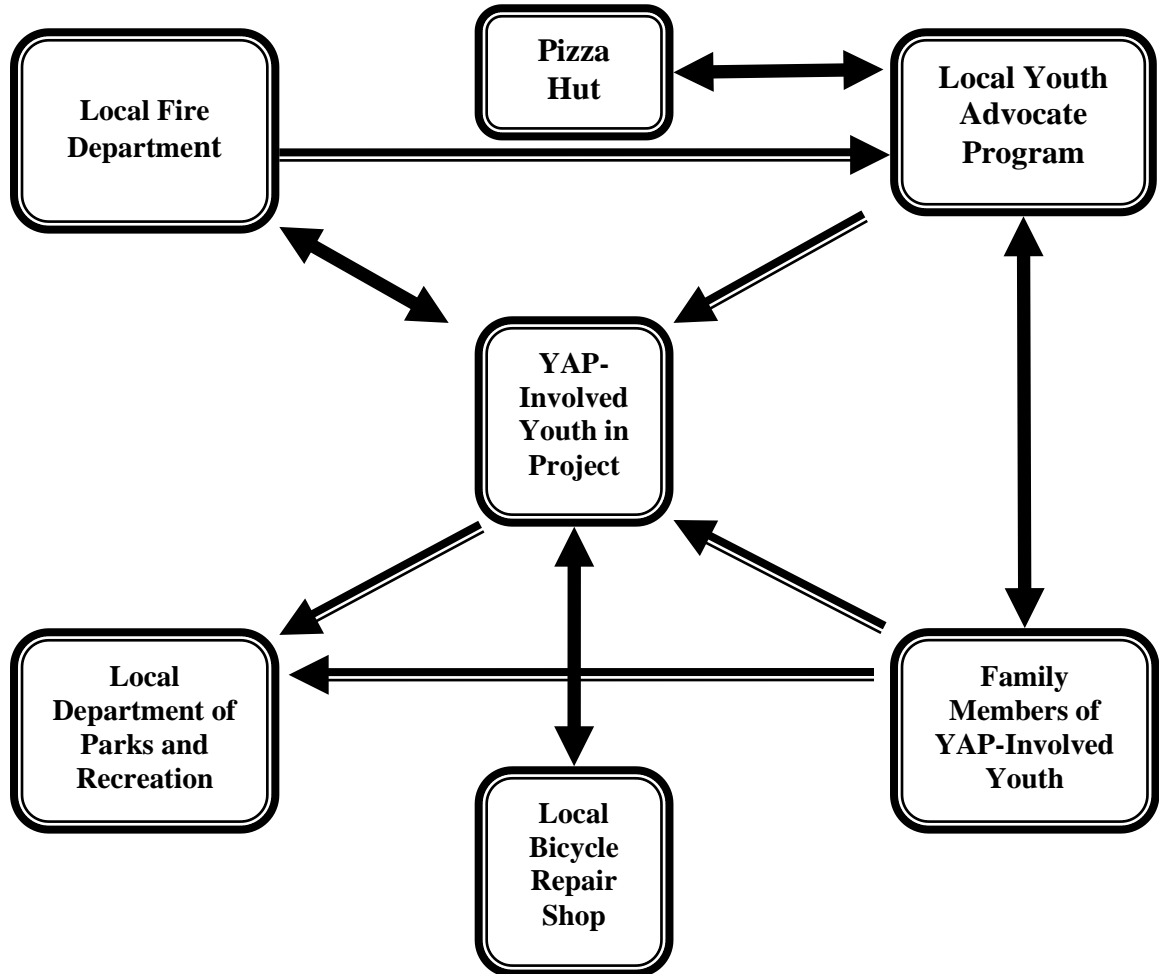 Local Fire
Department
Pizza
Hut
Local Youth
Advocate
Program
YAP-
Involved
Youth in
Project
Local
Department of
Parks and
Recreation
Local
Bicycle
Repair
Shop
Family
Members of
YAP-Involved
Youth